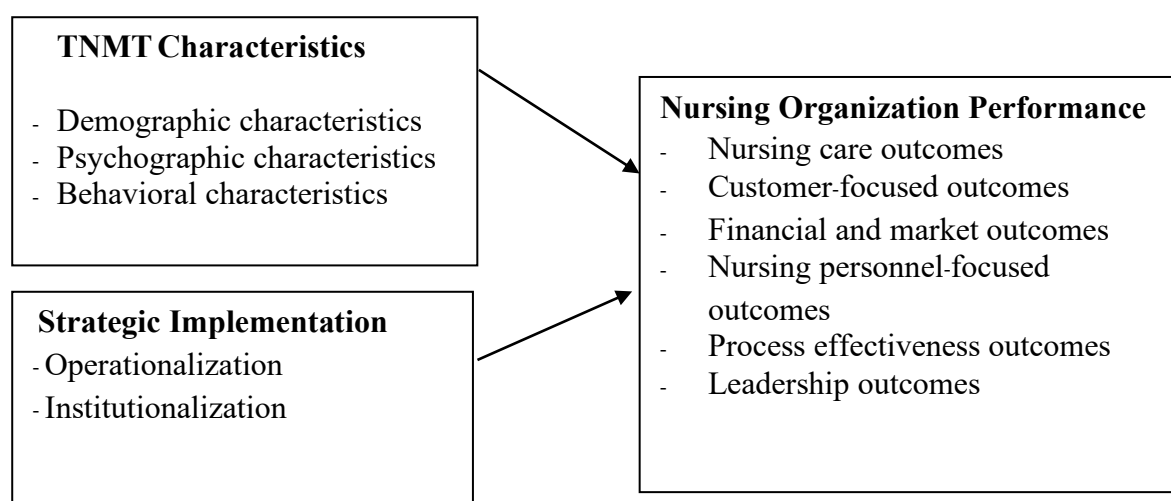 TNMT Characteristics
- Demographic characteristics
- Psychographic characteristics
- Behavioral characteristics
Strategic Implementation
- Operationalization
- Institutionalization
Nursing Organization Performance
- Nursing care outcomes
- Customer-focused outcomes
- Financial and market outcomes
- Nursing personnel-focused
outcomes
- Process effectiveness outcomes
- Leadership outcomes